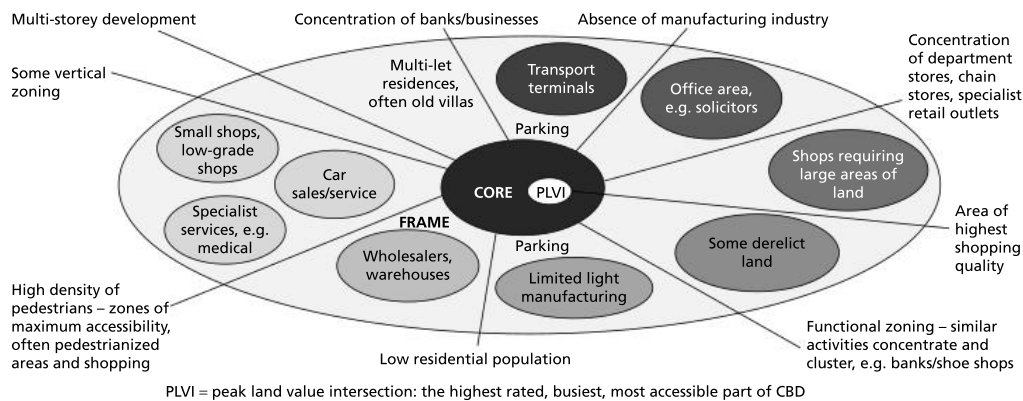 Multi-storey development
Concentration of banks/businesses
Absence of manufacturing industry
Concentration
of department
stores, chain
stores, specialist
retail outlets
Some vertical
zoning
Multi-let
residences,
often old villas
Transport
terminals
Office area,
e.g. solicitors
Parking
Small shops,
low-grade
shops
Car
sales/service
Shops requiring
large areas of
land
CORE
PLVI
Specialist
services, e.g.
medical
FRAME
Area of
highest
shopping
quality
Wholesalers,
warehouses
Parking
Some derelict
land
Limited light
manufacturing
High density of
pedestrians – zones of
maximum accessibility,
often pedestrianized
areas and shopping
Low residential population
Functional zoning – similar
activities concentrate and
cluster, e.g. banks/shoe shops
PLVI = peak land value intersection: the highest rated, busiest, most accessible part of CBD